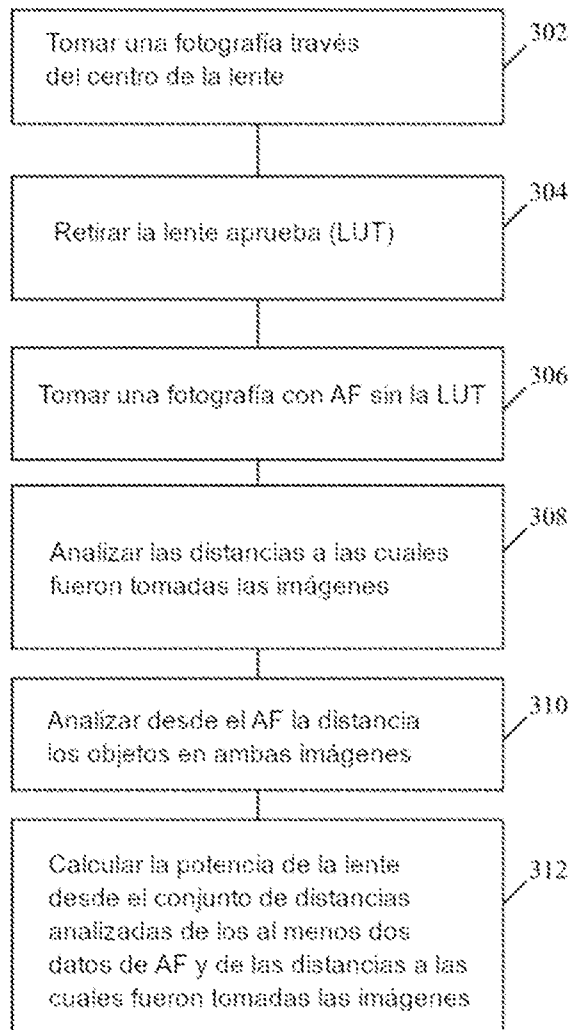 Tomar una fotografía través
del centro de la lente
302
Retirar la lente aprueba (LUT)
304
Tomar una fotografía con AF sin la LUT
306
Analizar las distancias a las cuales
fueron tomadas las imágenes
308
Analizar desde el AF la distancia
los objetos en ambas imágenes
310
Calcular la potencia de la lente
desde el conjunto de distancias
analizadas de los al menos dos
datos de AF y de las distancias a las
cuales fueron tomadas las imágenes
312